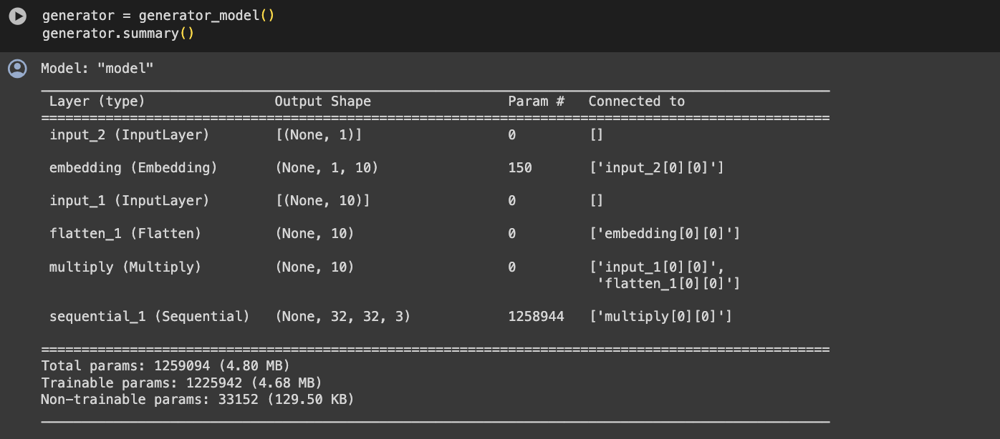 generator = generator_model()
generator.summary()
Model: "model"
Layer (type) Output Shape Param # Connected to
==================================================================================================
input_2 (InputLayer) [(None, 1)] 0 []
embedding (Embedding) (None, 1, 10) 150 ['input_2[0][0]']
input_1 (InputLayer) [(None, 10)] 0 []
flatten_1 (Flatten) (None, 10) 0 ['embedding[0][0]']
multiply (Multiply) (None, 10) 0 ['input_1[0][0]',
'flatten_1[0][0]']
sequential_1 (Sequential) (None, 32, 32, 3) 1258944 ['multiply[0][0]']
==================================================================================================
Total params: 1259094 (4.80 MB)
Trainable params: 1225942 (4.68 MB)
Non-trainable params: 33152 (129.50 KB)